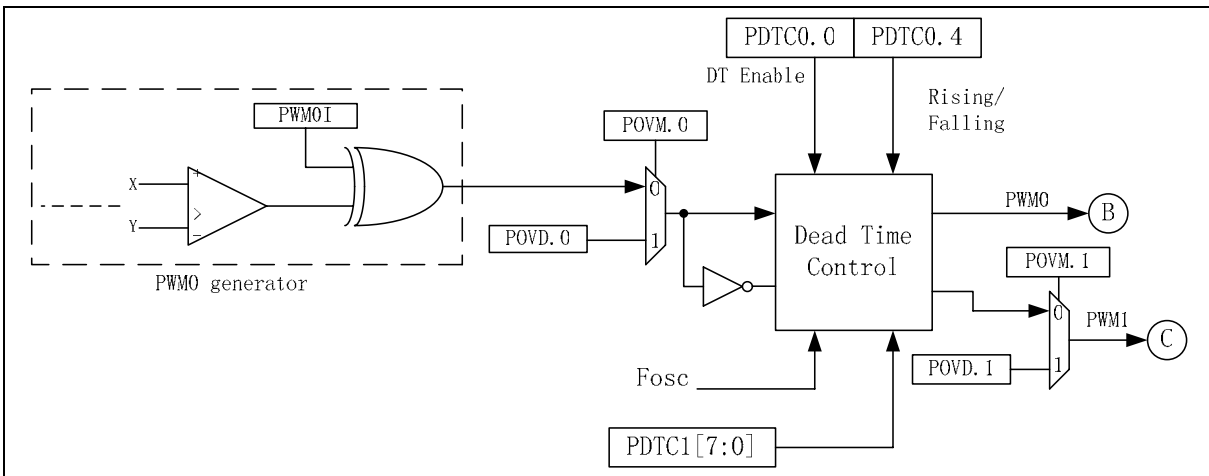 PDTC0.0 PDTC0.4
DT Enable
Rising/
Falling
PWM0I
POVM.0
X
+
>
Y
-
0
POVD.0
1
PWM0 generator
Dead Time
Control
PWM0
B
POVM.1
0
PWM1
C
POVD.1
1
Fosc
PDTC1[7:0]